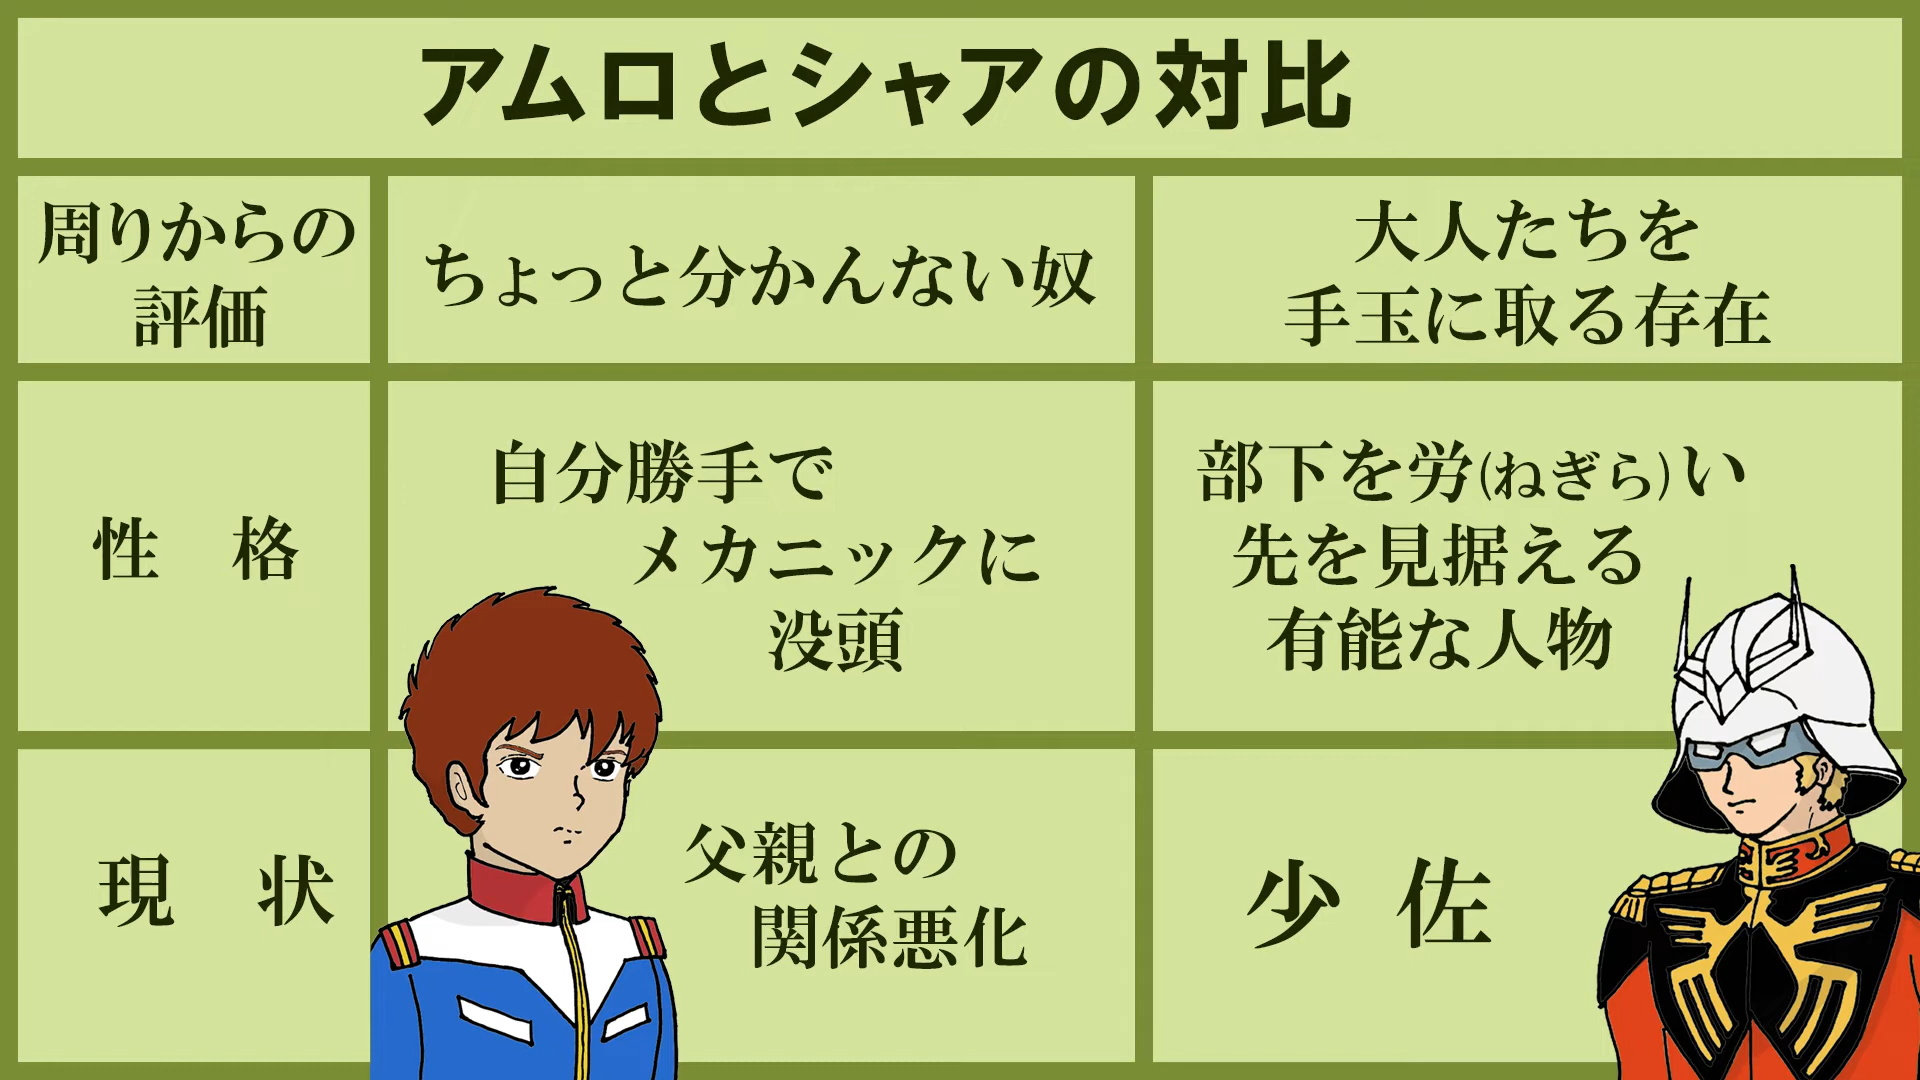 アムロとシャアの対比
周りからの
評価
ちょっと分かんない奴
大人たちを
手玉に取る存在
性　格
自分勝手で
メカニックに
没頭
部下を労(ねぎら)い
先を見据える
有能な人物
現　状
父親との
関係悪化
少 佐